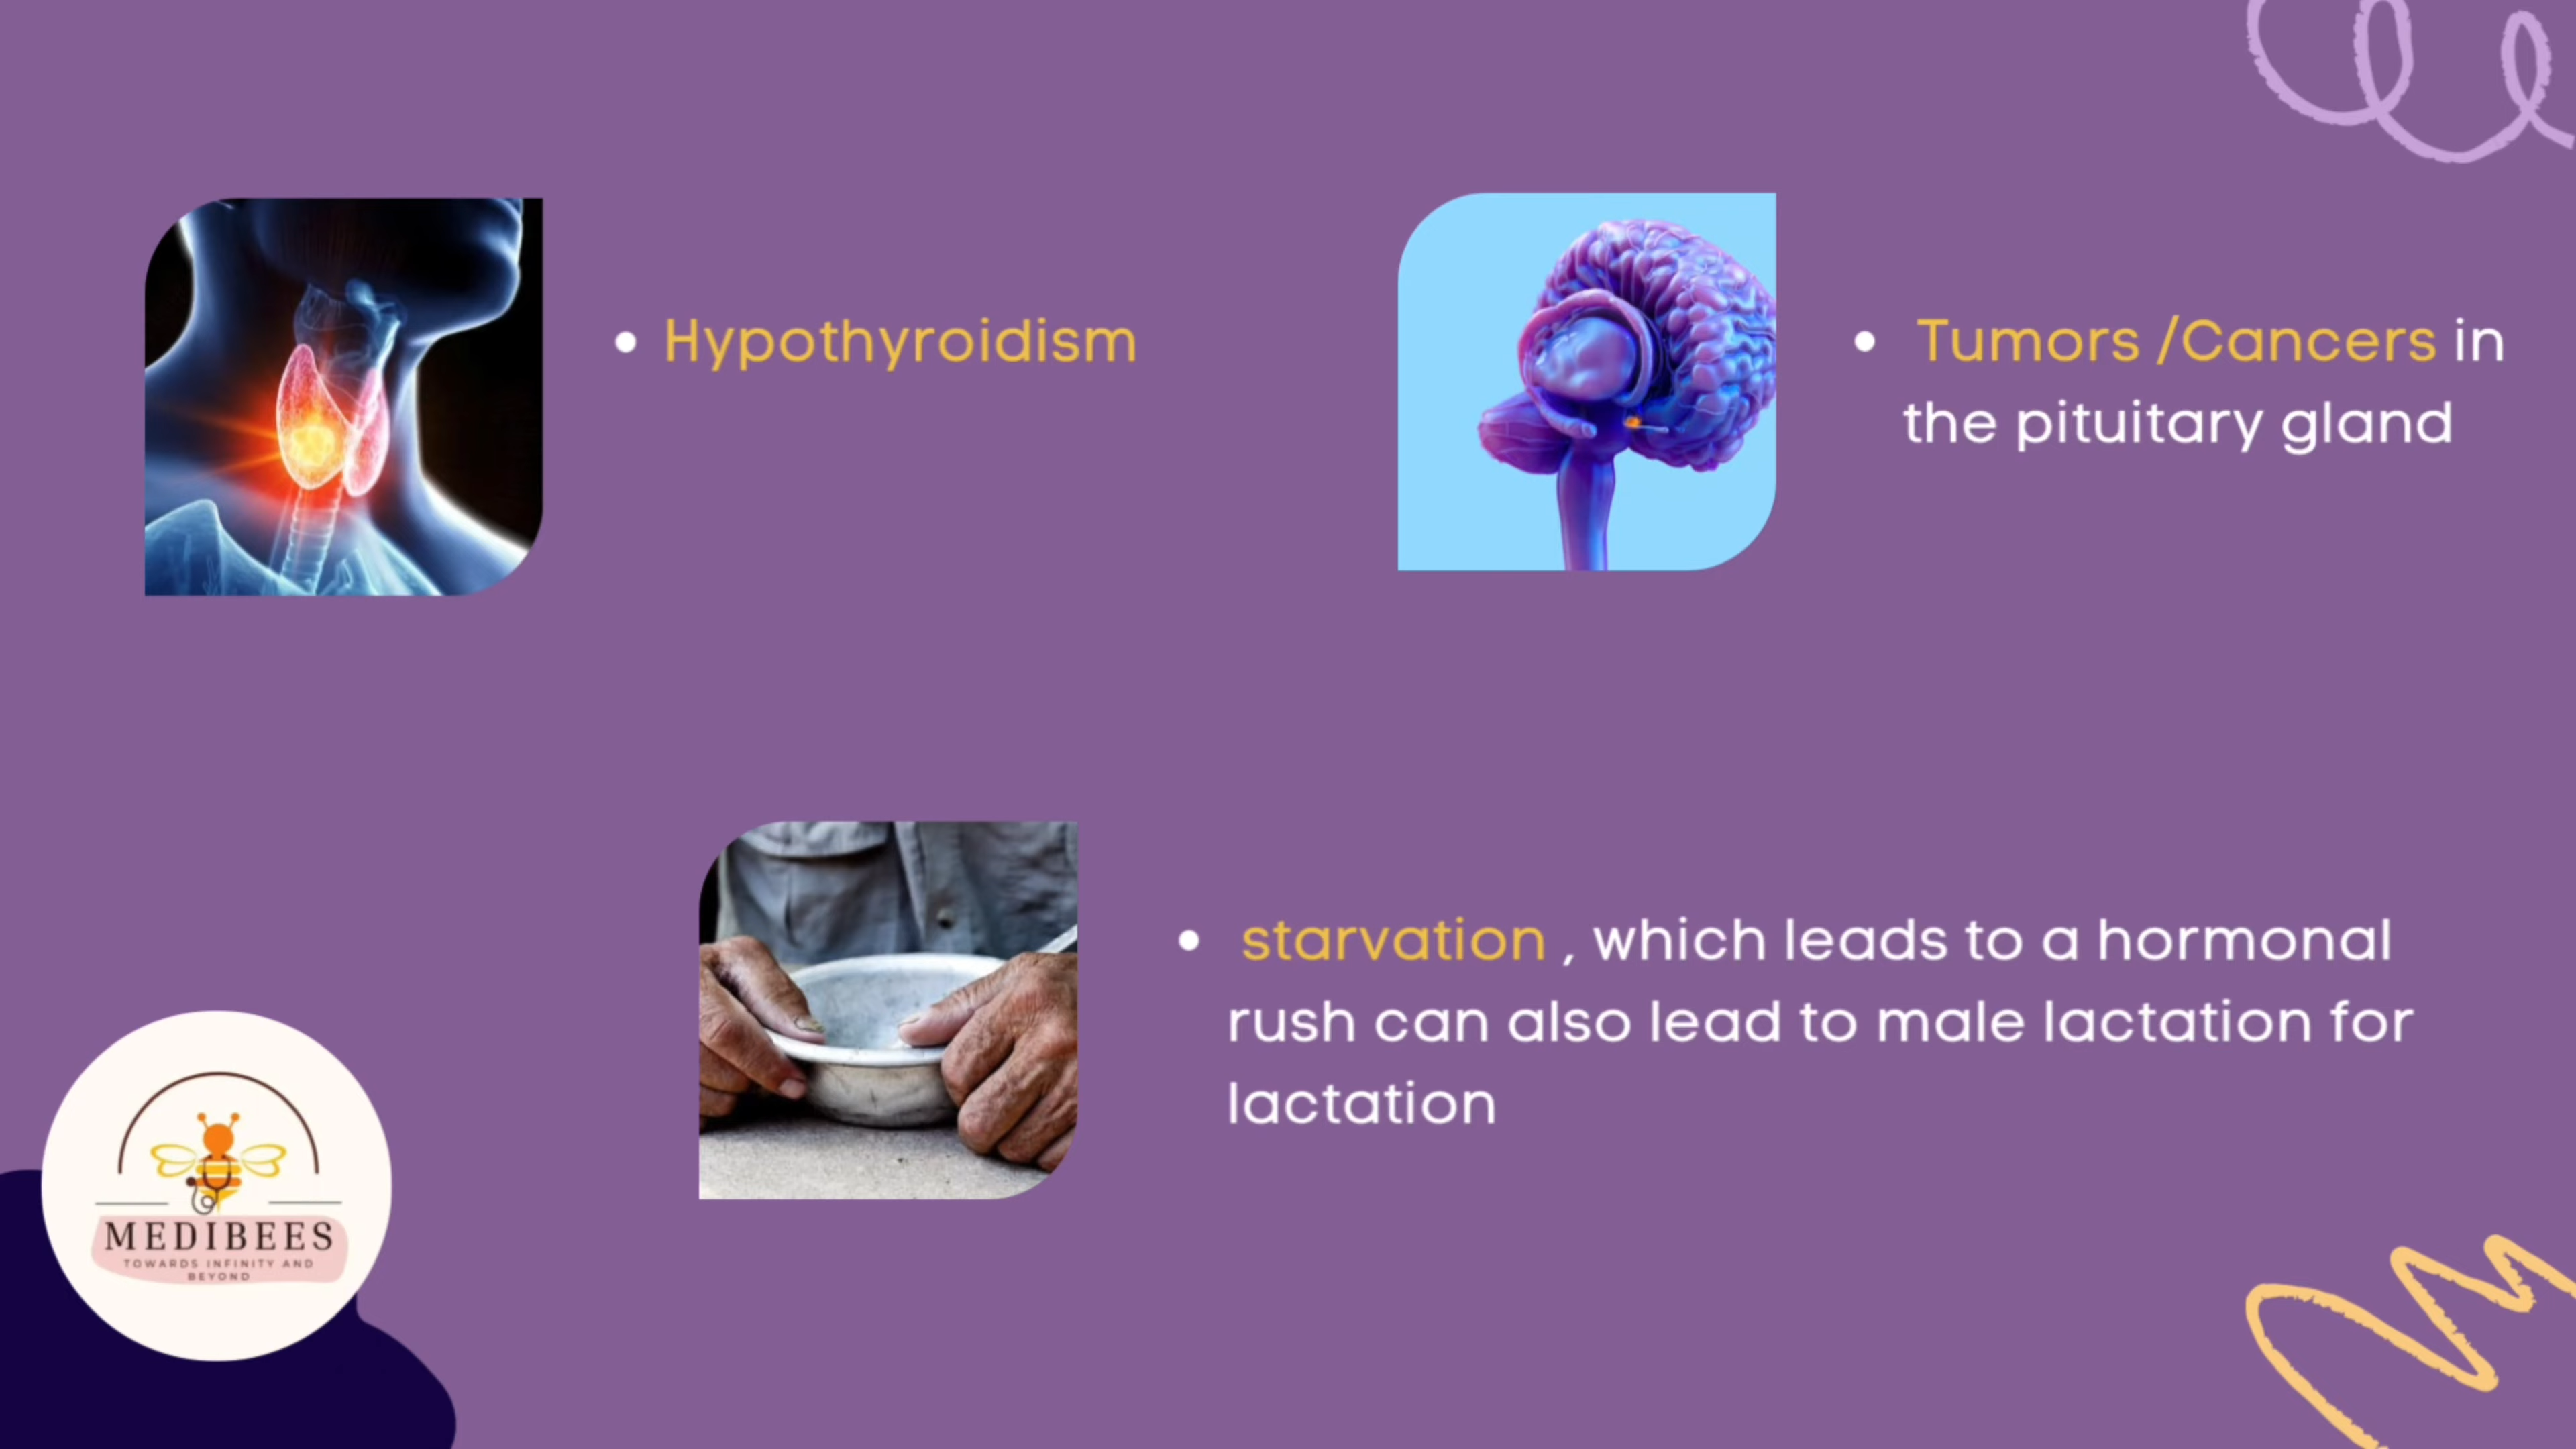 • Hypothyroidism
• Tumors /Cancers in
the pituitary gland
• starvation , which leads to a hormonal
rush can also lead to male lactation for
lactation
MEDIBEES
TOWARDS INFINITY AND
BEYOND